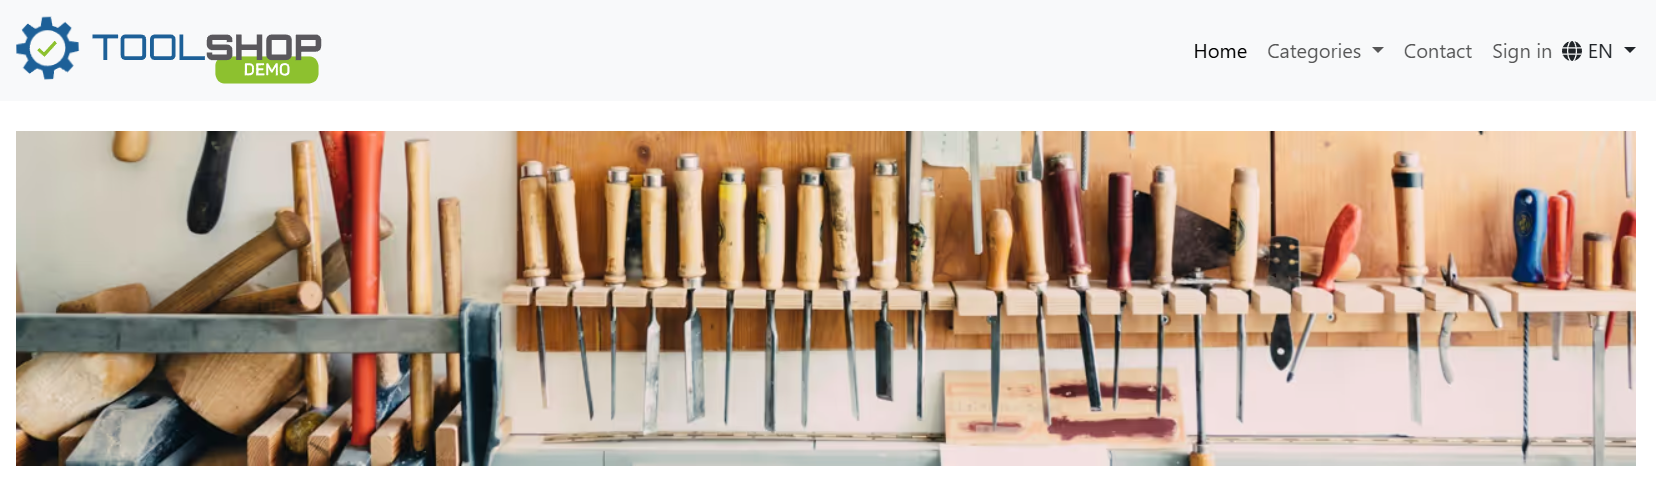 TOOLSHOP
DEMO
Home Categories Contact Sign in EN